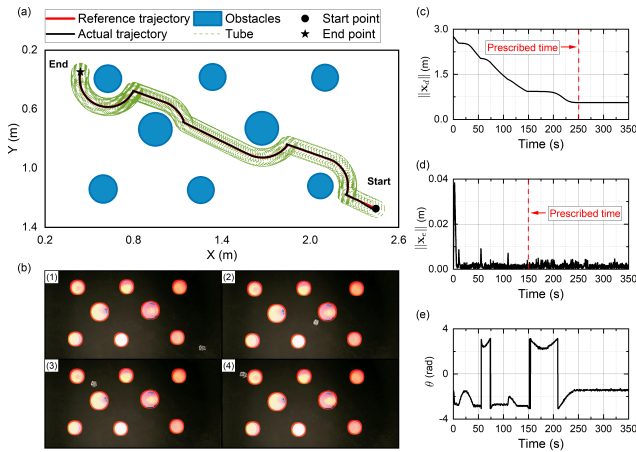 (a)
Reference trajectory
Obstacles
Start point
Actual trajectory
Tube
End point
0.2
0.6
1.0
1.4
Y (m)
End
Start
0.2
0.8
1.4
2.0
2.6
X (m)
(b)
(1)
(2)
(3)
(4)
(c)
||x_d|| (m)
3.0
1.5
0.0
Prescribed time
0 50 100 150 200 250 300 350
Time (s)
(d)
||x_e|| (m)
0.04
0.02
0.00
Prescribed time
0 50 100 150 200 250 300 350
Time (s)
(e)
θ (rad)
4
0
-4
0 50 100 150 200 250 300 350
Time (s)